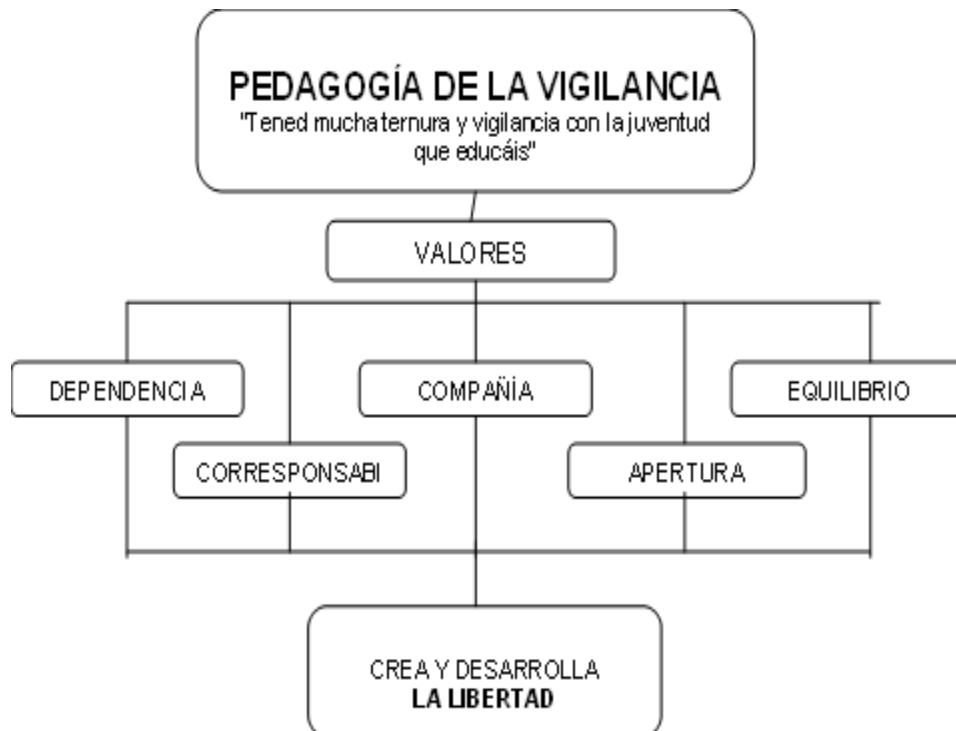 PEDAGOGÍA DE LA VIGILANCIA
"Tened mucha ternura y vigilancia con la juventud
que educáis"
VALORES
DEPENDENCIA
COMPAÑÍA
EQUILIBRIO
CORRESPONSABI
APERTURA
CREA Y DESARROLLA
LA LIBERTAD